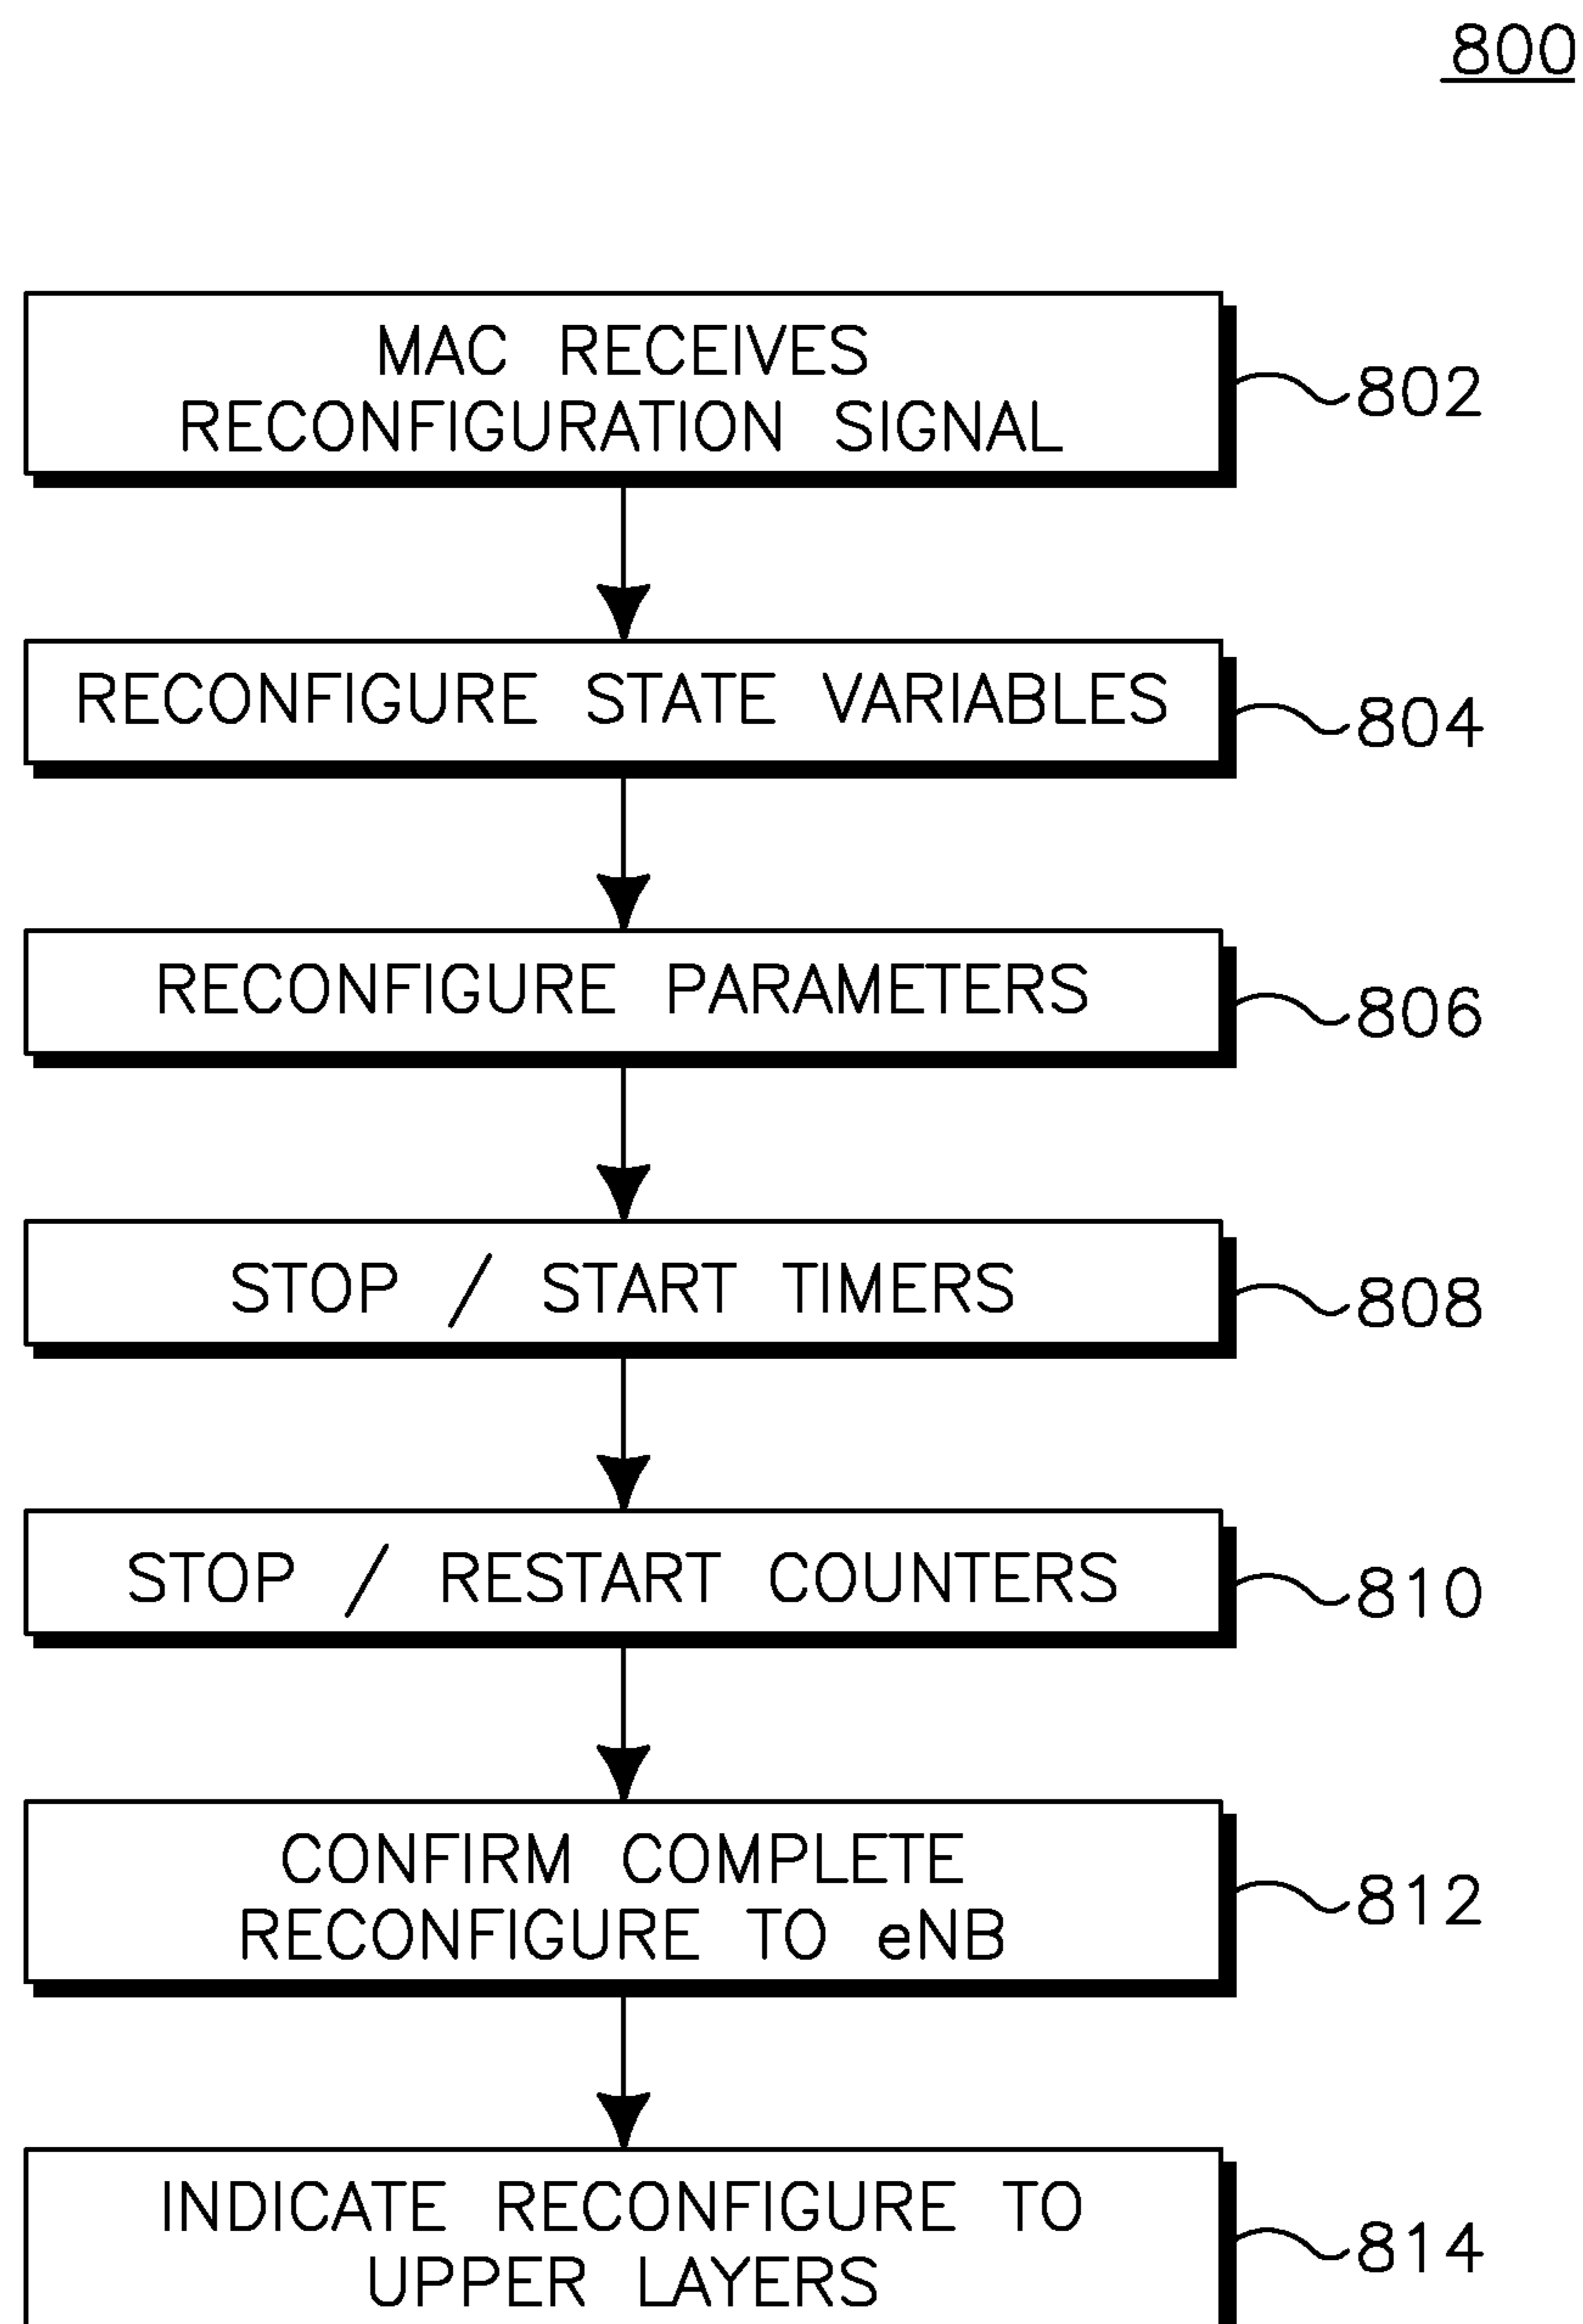 800
MAC RECEIVES
RECONFIGURATION SIGNAL
802
RECONFIGURE STATE VARIABLES
804
RECONFIGURE PARAMETERS
806
STOP / START TIMERS
808
STOP / RESTART COUNTERS
810
CONFIRM COMPLETE
RECONFIGURE TO eNB
812
INDICATE RECONFIGURE TO
UPPER LAYERS
814